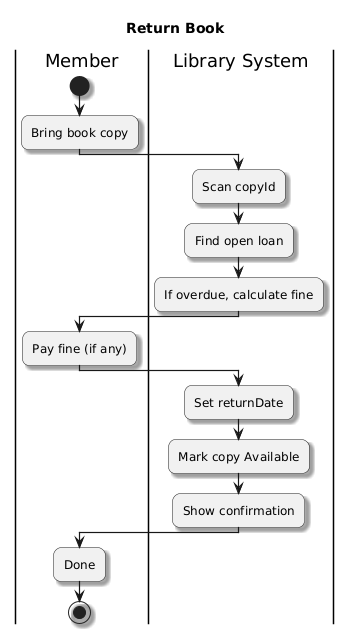 Return Book
Member
Library System
Bring book copy
Scan copyId
Find open loan
If overdue, calculate fine
Pay fine (if any)
Set returnDate
Mark copy Available
Show confirmation
Done